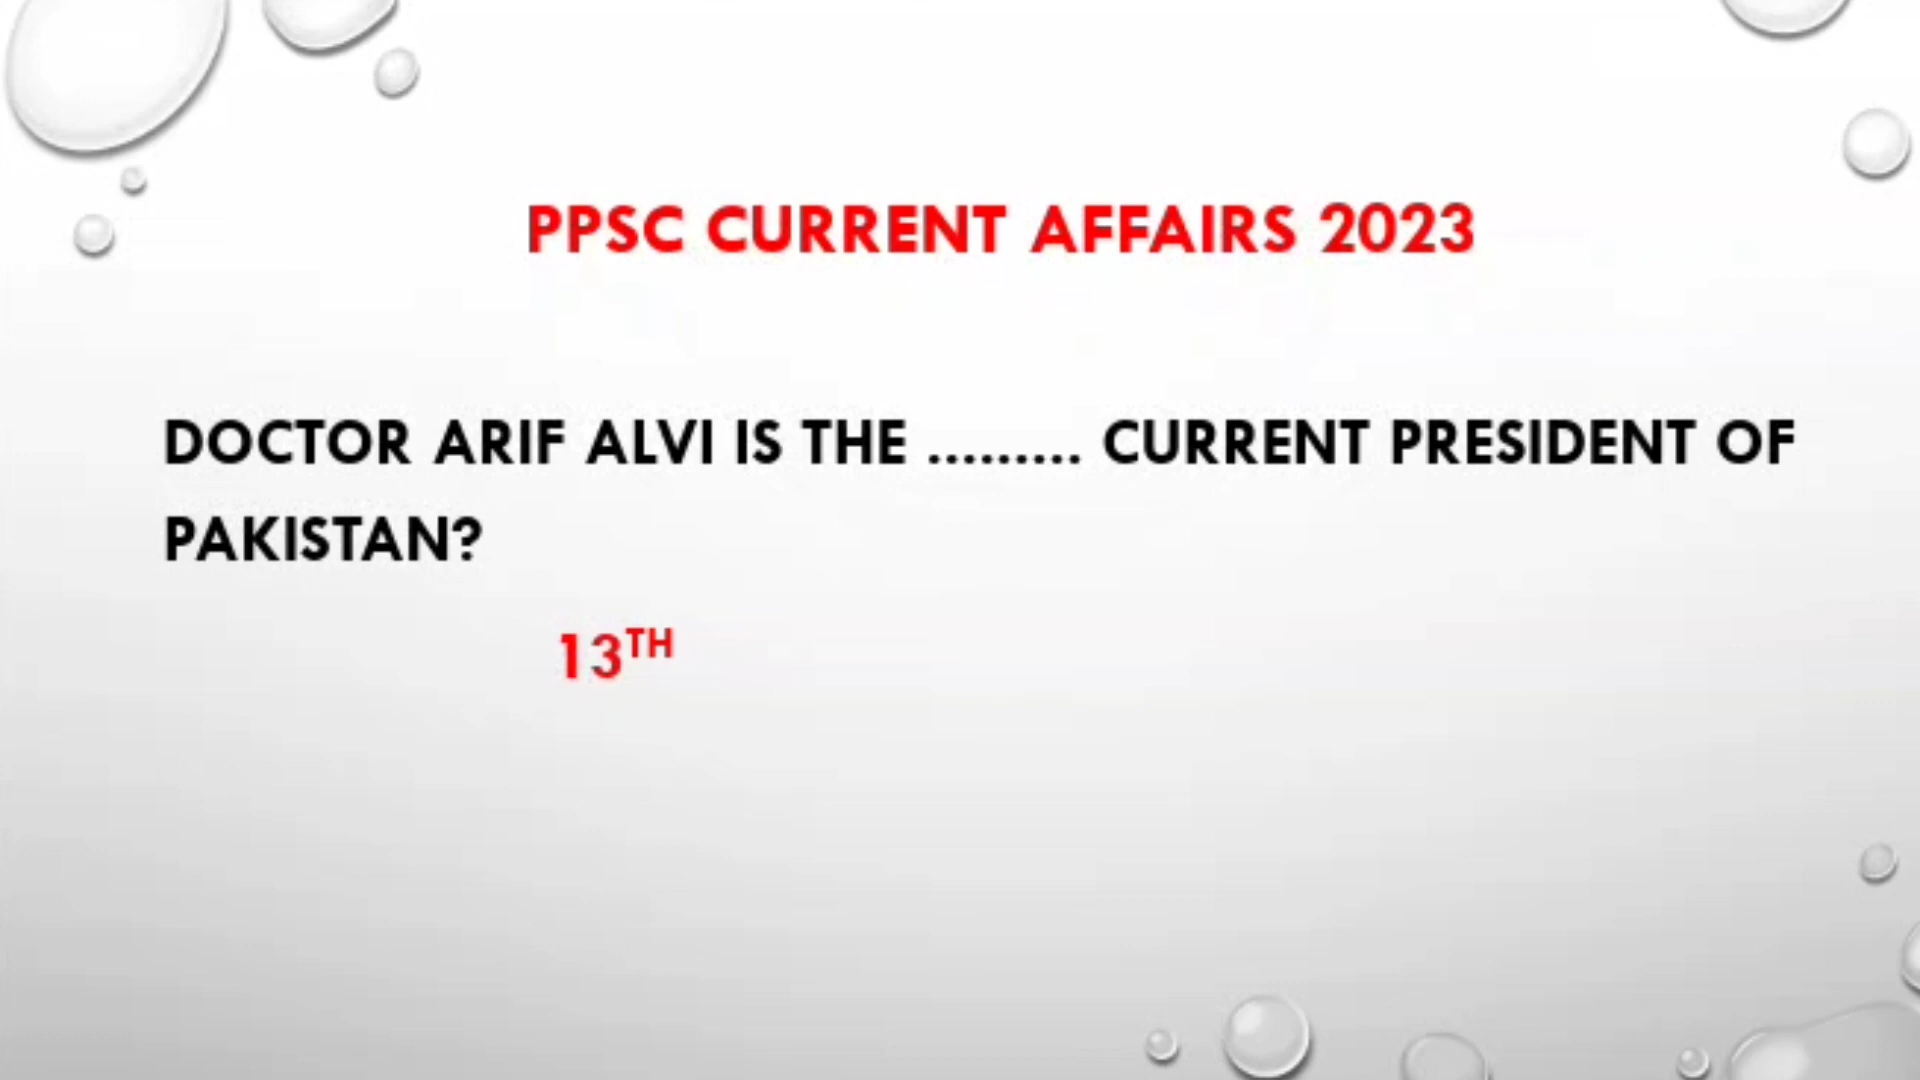 PPSC CURRENT AFFAIRS 2023
DOCTOR ARIF ALVI IS THE ......... CURRENT PRESIDENT OF
PAKISTAN?
13TH